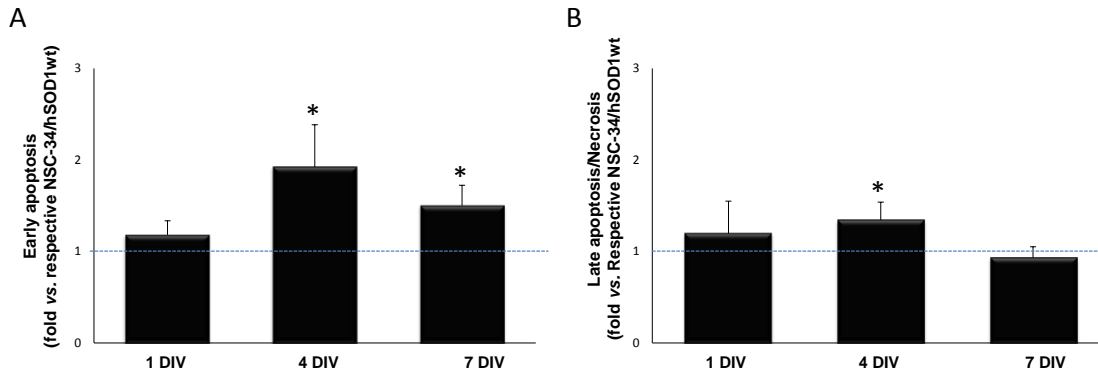 A
Early apoptosis
(fold vs. respective NSC-34/hSOD1wt)
3
2
1
0
*
*
1 DIV
4 DIV
7 DIV
B
Late apoptosis/Necrosis
(fold vs. Respective NSC-34/hSOD1wt
3
2
1
0
*
1 DIV
4 DIV
7 DIV